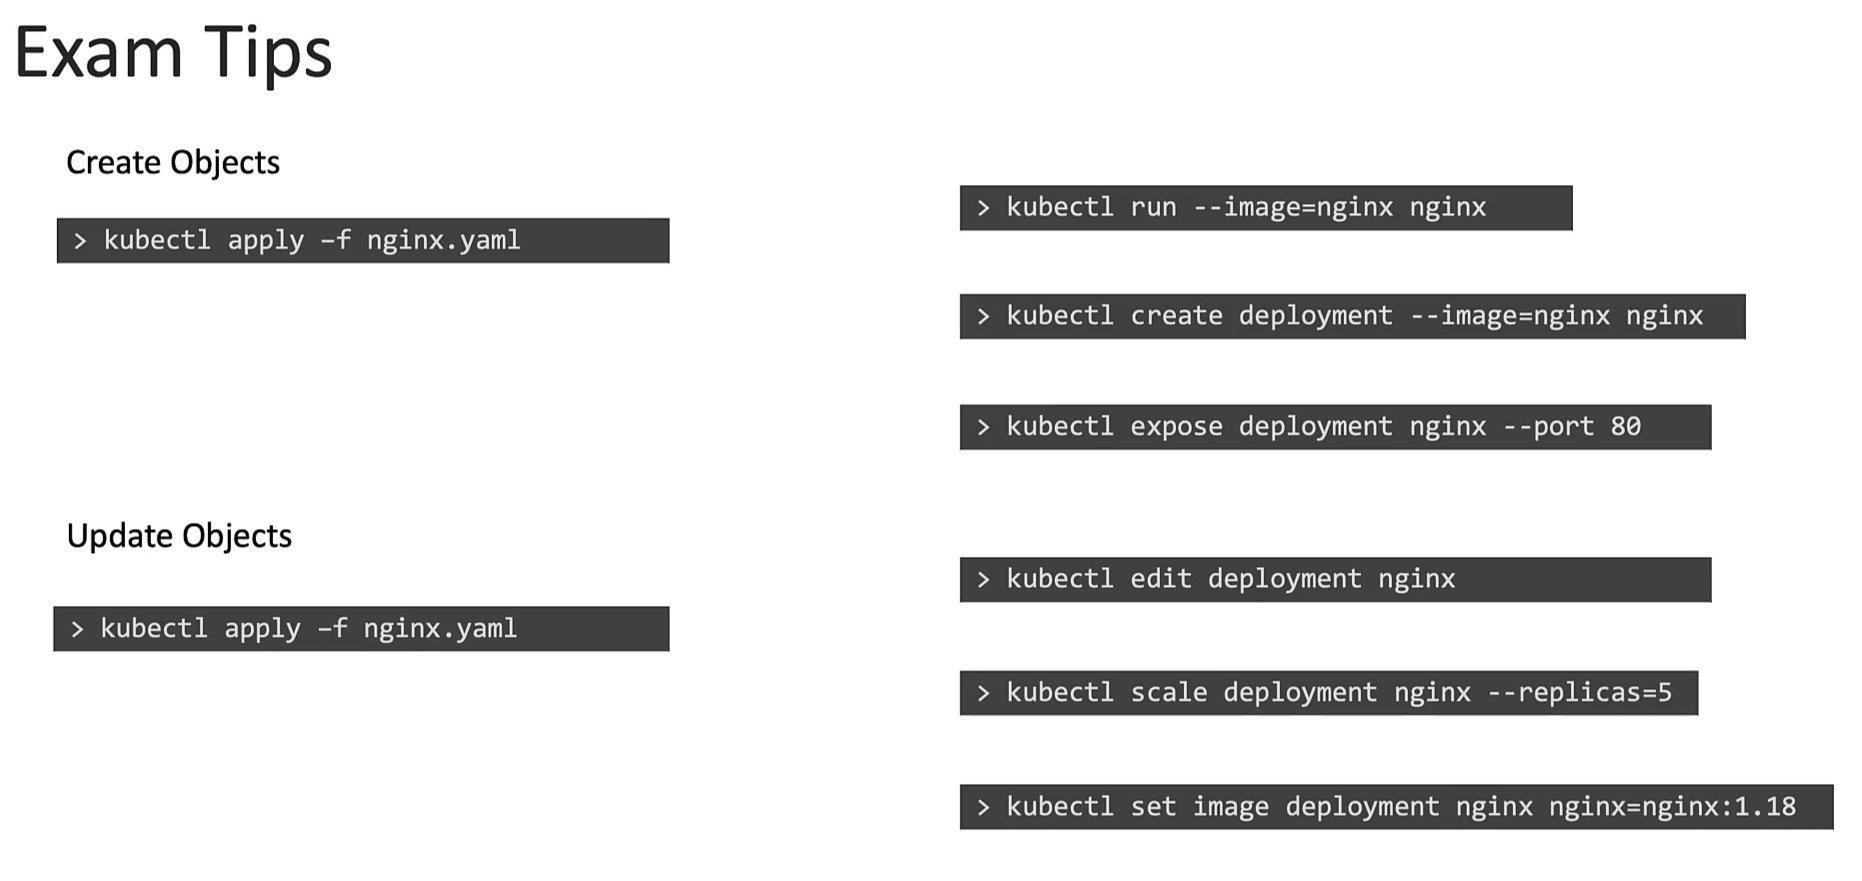 Exam Tips
Create Objects
> kubectl apply –f nginx.yaml
> kubectl run --image=nginx nginx
> kubectl create deployment --image=nginx nginx
> kubectl expose deployment nginx --port 80
Update Objects
> kubectl apply –f nginx.yaml
> kubectl edit deployment nginx
> kubectl scale deployment nginx --replicas=5
> kubectl set image deployment nginx nginx=nginx:1.18